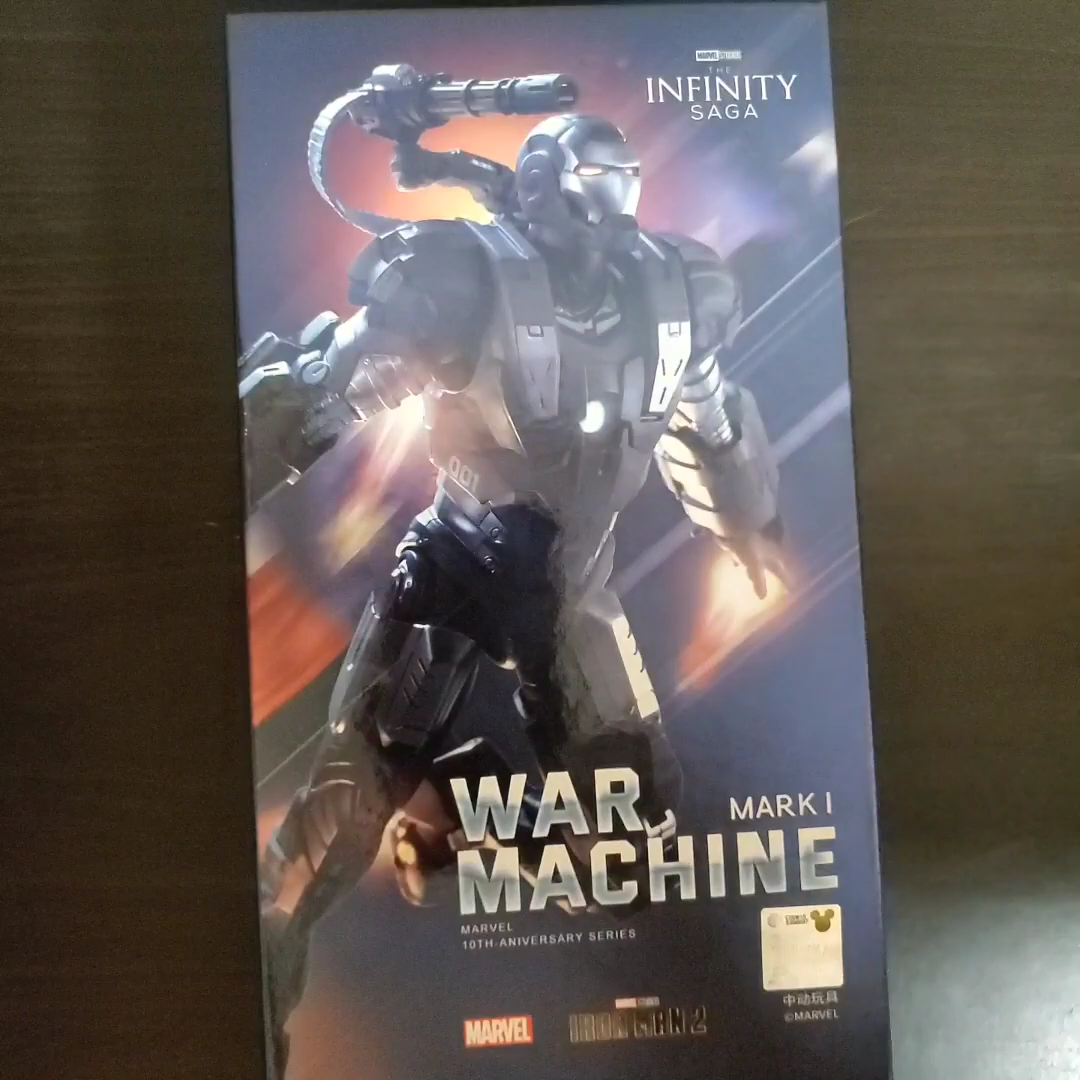 MARVEL STUDIOS
THE
INFINITY
SAGA
001
WAR
MARK I
MACHINE
MARVEL
10TH-ANIVERSARY SERIES
中动玩具
©MARVEL
MARVEL
IRON MAN 2